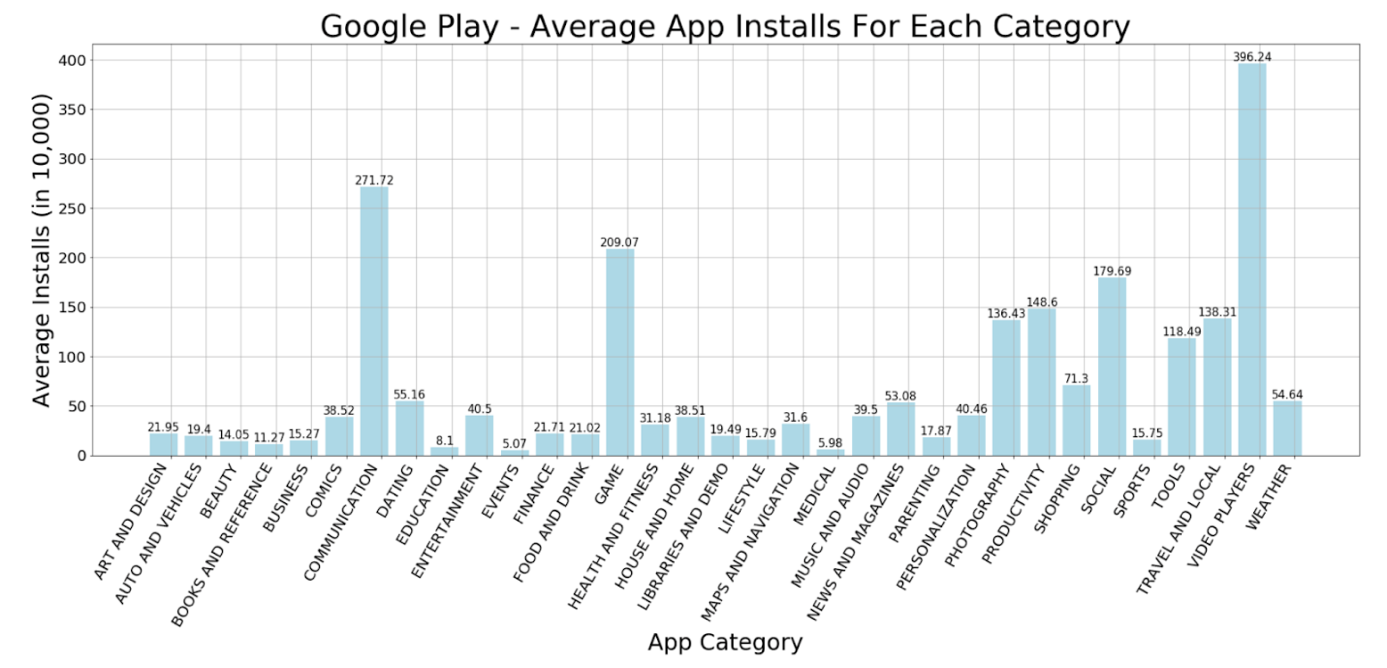 Google Play - Average App Installs For Each Category
Average Installs (in 10,000)
400
350
300
250
200
150
100
50
0
21.95
19.4
14.05
11.27
15.27
38.52
271.72
55.16
8.1
40.5
5.07
21.71
21.02
209.07
31.18
38.51
19.49
15.79
31.6
5.98
39.5
53.08
17.87
40.46
136.43
148.6
71.3
179.69
15.75
118.49
138.31
396.24
54.64
ART AND DESIGN
AUTO AND VEHICLES
BEAUTY
BOOKS AND REFERENCE
BUSINESS
COMICS
COMMUNICATION
DATING
EDUCATION
ENTERTAINMENT
EVENTS
FINANCE
FOOD AND DRINK
GAME
HEALTH AND FITNESS
HOUSE AND HOME
LIBRARIES AND DEMO
LIFESTYLE
MAPS AND NAVIGATION
MEDICAL
MUSIC AND AUDIO
NEWS AND MAGAZINES
PARENTING
PERSONALIZATION
PHOTOGRAPHY
PRODUCTIVITY
SHOPPING
SOCIAL
SPORTS
TOOLS
TRAVEL AND LOCAL
VIDEO PLAYERS
WEATHER
App Category